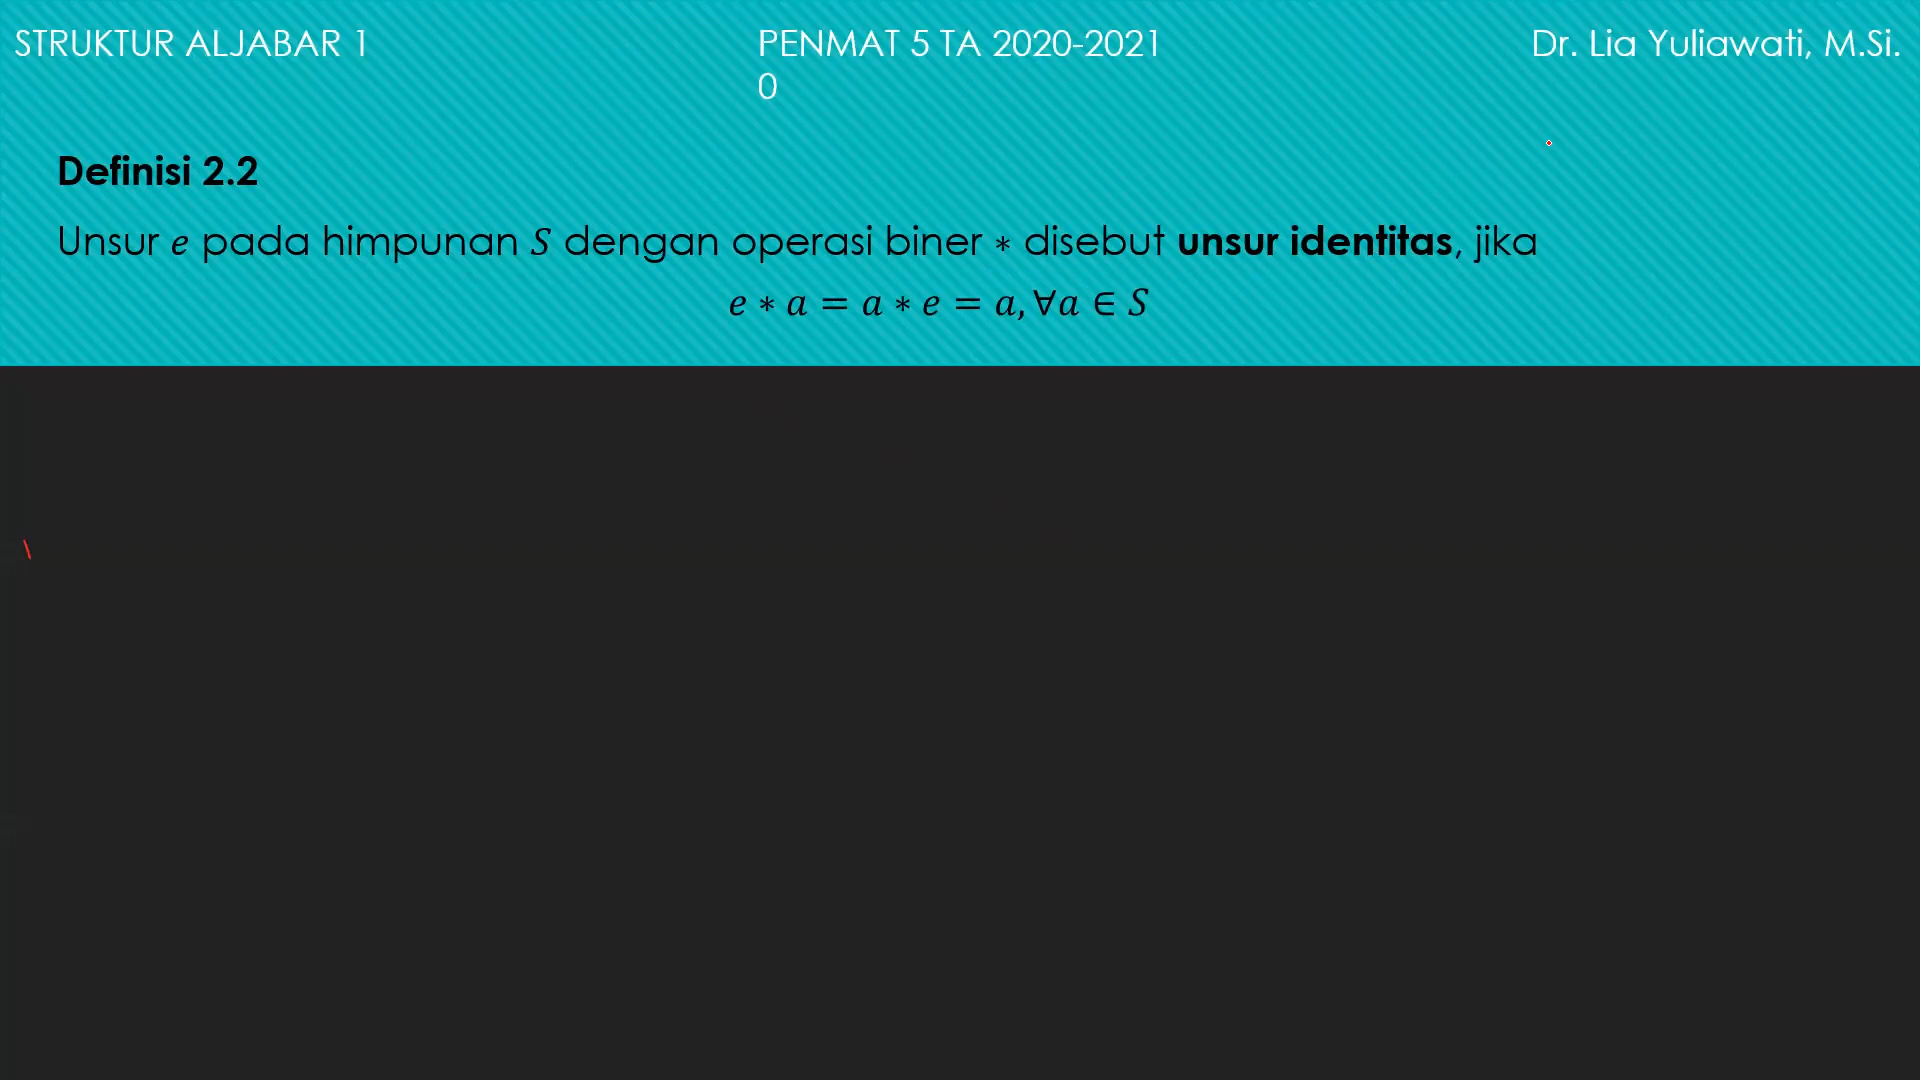 STRUKTUR ALJABAR 1
PENMAT 5 TA 2020-2021
0
Dr. Lia Yuliawati, M.Si.
Definisi 2.2
Unsur 𝑒 pada himpunan 𝑆 dengan operasi biner ∗ disebut unsur identitas, jika
𝑒 ∗ 𝑎 = 𝑎 ∗ 𝑒 = 𝑎, ∀𝑎 ∈ 𝑆